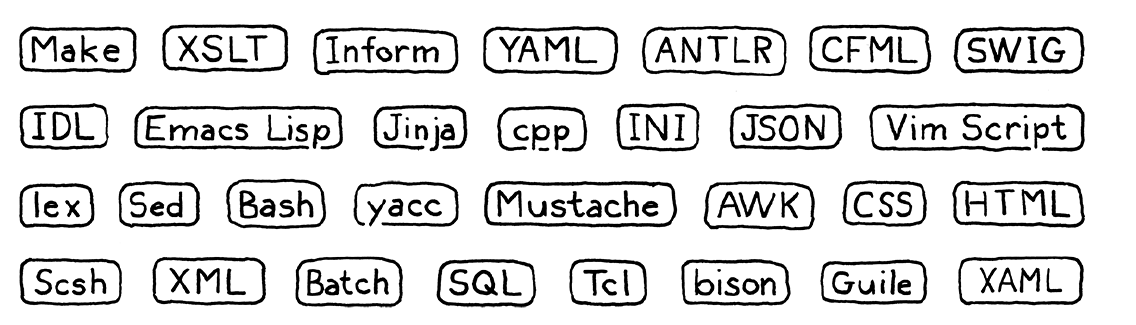 Make XSLT Inform YAML ANTLR CFML SWIG
IDL Emacs Lisp Jinja cpp INI JSON Vim Script
lex Sed Bash yacc Mustache AWK CSS HTML
Scsh XML Batch SQL Tcl bison Guile XAML